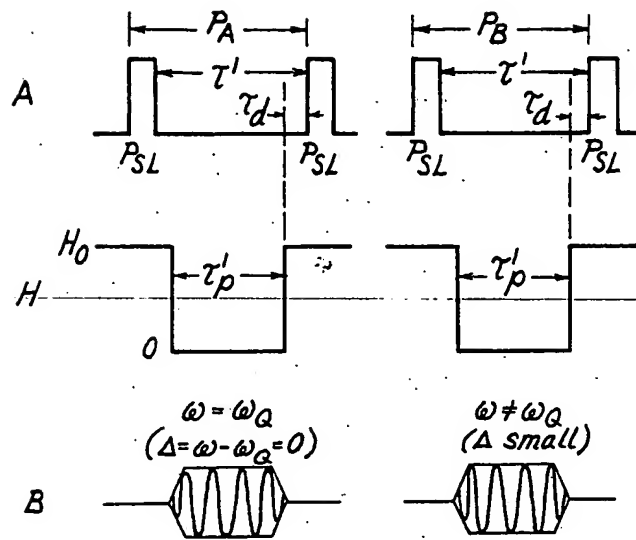 P_A P_B
τ' τ'
A τ_d τ_d
P_SL P_SL P_SL P_SL
H_0
τ'_p τ'_p
H
0
ω = ω_Q ω ≠ ω_Q
(Δ = ω - ω_Q = 0) (Δ small)
B